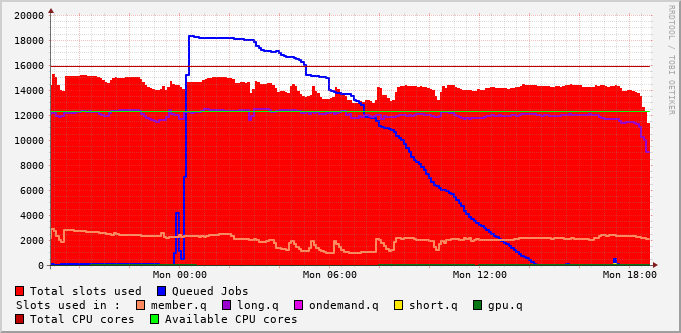 20000
18000
16000
14000
12000
10000
8000
6000
4000
2000
0
Mon 00:00 Mon 06:00 Mon 12:00 Mon 18:00
RRDTOOL / TOBI OETIKER
Total slots used Queued Jobs
Slots used in : member.q long.q ondemand.q short.q gpu.q
Total CPU cores Available CPU cores